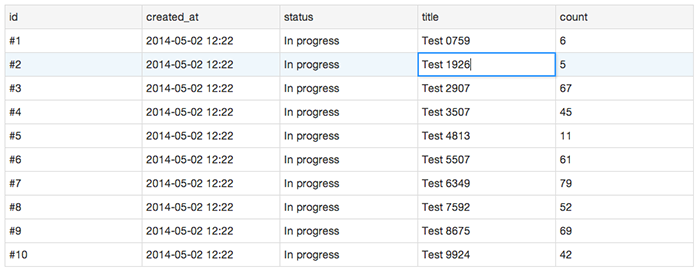 id created_at status title count
#1 2014-05-02 12:22 In progress Test 0759 6
#2 2014-05-02 12:22 In progress Test 1926 5
#3 2014-05-02 12:22 In progress Test 2907 67
#4 2014-05-02 12:22 In progress Test 3507 45
#5 2014-05-02 12:22 In progress Test 4813 11
#6 2014-05-02 12:22 In progress Test 5507 61
#7 2014-05-02 12:22 In progress Test 6349 79
#8 2014-05-02 12:22 In progress Test 7592 52
#9 2014-05-02 12:22 In progress Test 8675 69
#10 2014-05-02 12:22 In progress Test 9924 42